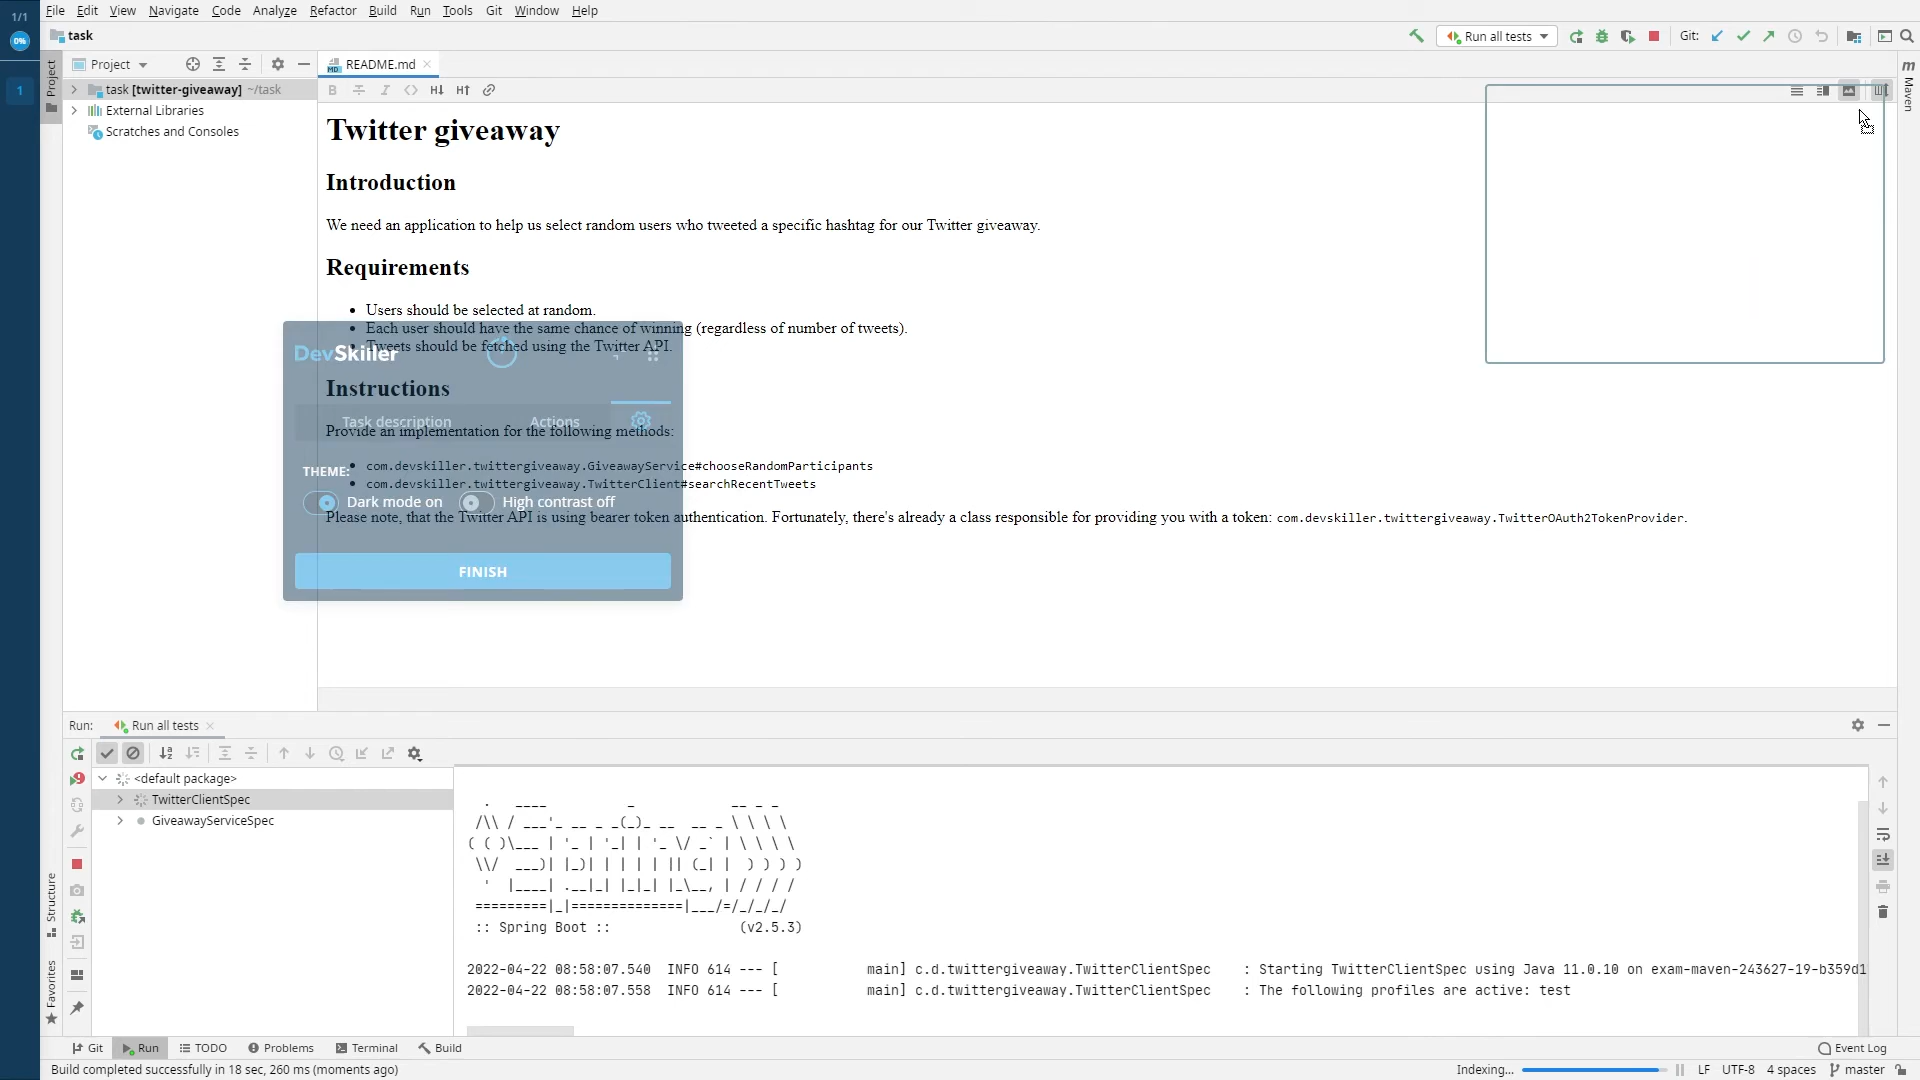 1/1
File Edit View Navigate Code Analyze Refactor Build Run Tools Git Window Help
0%
task
Run all tests
Git:
1
Project
Project
README.md
m
Maven
task [twitter-giveaway] ~/task
External Libraries
Scratches and Consoles
Twitter giveaway
Introduction
We need an application to help us select random users who tweeted a specific hashtag for our Twitter giveaway.
Requirements
Users should be selected at random.
Each user should have the same chance of winning (regardless of number of tweets).
Tweets should be fetched using the Twitter API.
DevSkiller
Instructions
Task description Actions
Provide an implementation for the following methods:
com.devskiller.twittergiveaway.GiveawayService#chooseRandomParticipants
THEME:
com.devskiller.twittergiveaway.TwitterClient#searchRecentTweets
Dark mode on High contrast off
Please note, that the Twitter API is using bearer token authentication. Fortunately, there's already a class responsible for providing you with a token: com.devskiller.twittergiveaway.TwitterOAuth2TokenProvider.
FINISH
Run: Run all tests
<default package>
TwitterClientSpec
GiveawayServiceSpec
:: Spring Boot :: (v2.5.3)
2022-04-22 08:58:07.540 INFO 614 --- [ main] c.d.twittergiveaway.TwitterClientSpec : Starting TwitterClientSpec using Java 11.0.10 on exam-maven-243627-19-b359d1
2022-04-22 08:58:07.558 INFO 614 --- [ main] c.d.twittergiveaway.TwitterClientSpec : The following profiles are active: test
Structure
Favorites
Git Run TODO Problems Terminal Build Event Log
Build completed successfully in 18 sec, 260 ms (moments ago) Indexing... LF UTF-8 4 spaces master